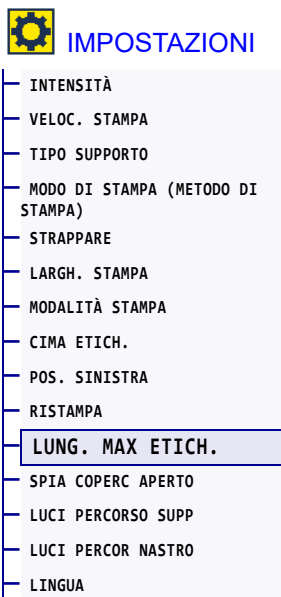 IMPOSTAZIONI
INTENSITÀ
VELOC. STAMPA
TIPO SUPPORTO
MODO DI STAMPA (METODO DI
STAMPA)
STRAPPARE
LARGH. STAMPA
MODALITÀ STAMPA
CIMA ETICH.
POS. SINISTRA
RISTAMPA
LUNG. MAX ETICH.
SPIA COPERC APERTO
LUCI PERCORSO SUPP
LUCI PERCOR NASTRO
LINGUA